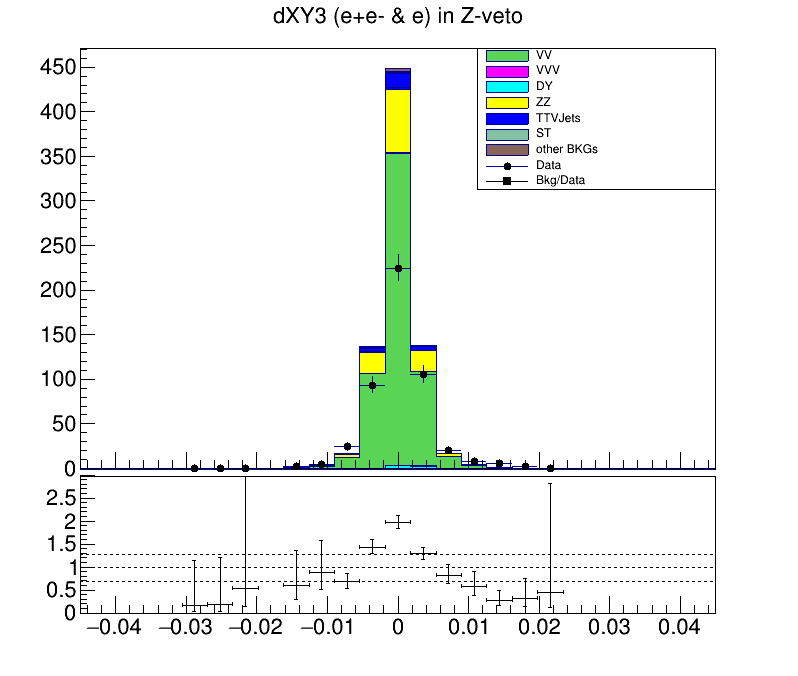 dXY3 (e+e- & e) in Z-veto
450
400
350
300
250
200
150
100
50
0
VV
VVV
DY
ZZ
TTVJets
ST
other BKGs
Data
Bkg/Data
2.5
2
1.5
1
0.5
0
−0.04 −0.03 −0.02 −0.01 0 0.01 0.02 0.03 0.04